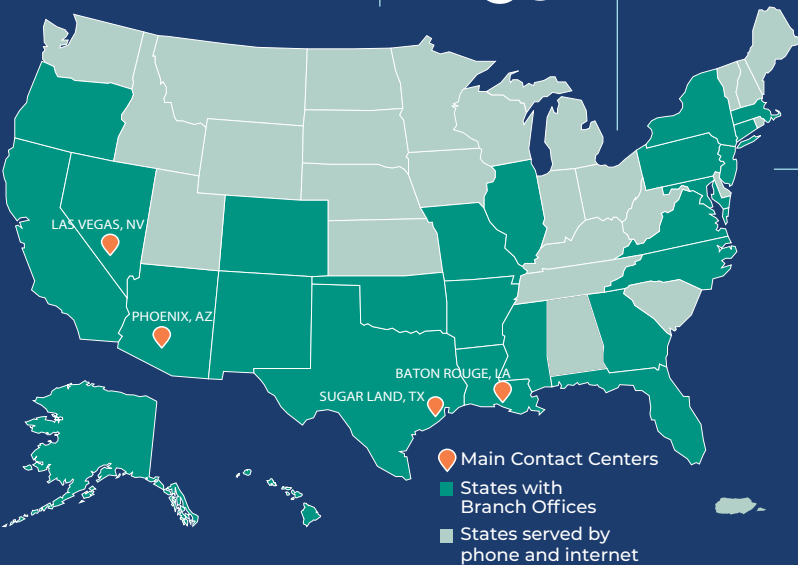 LAS VEGAS, NV
PHOENIX, AZ
BATON ROUGE, LA
SUGAR LAND, TX
Main Contact Centers
States with
Branch Offices
States served by
phone and internet